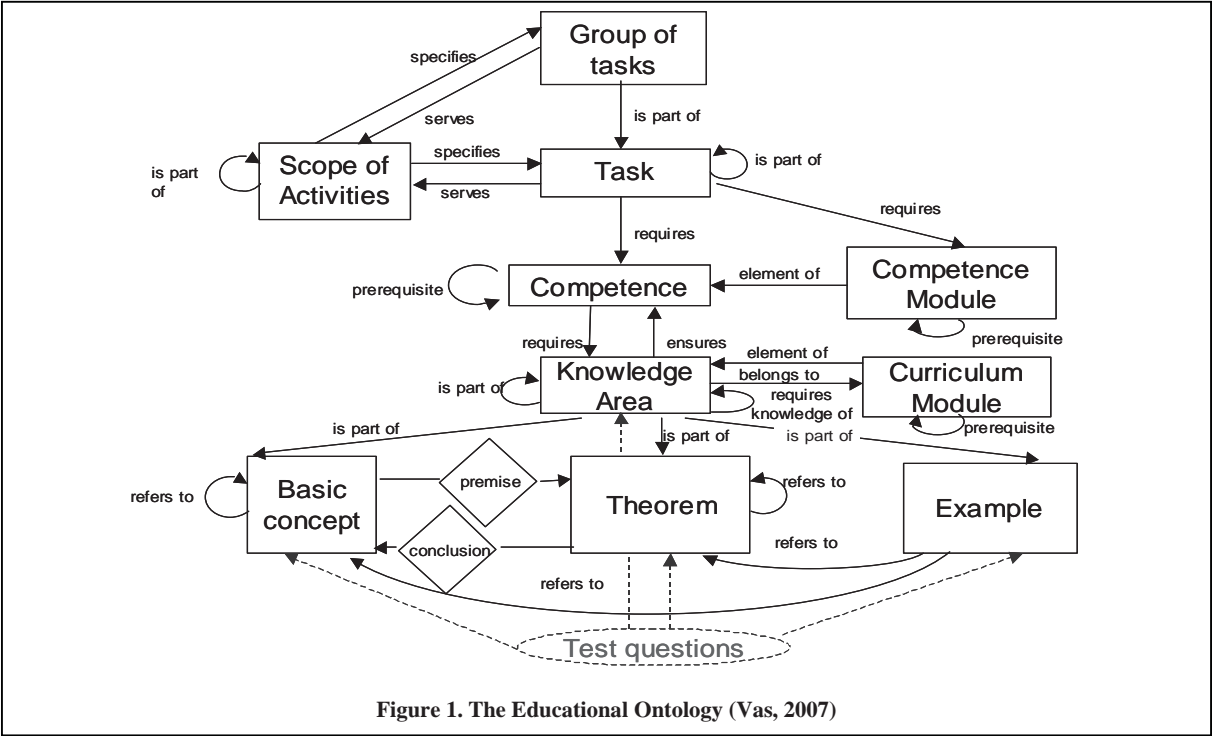 Group of
tasks
specifies
serves
is part of
is part
of
Scope of
Activities
specifies
serves
Task
is part of
requires
requires
prerequisite
Competence
element of
Competence
Module
prerequisite
requires
ensures
element of
belongs to
is part of
Knowledge
Area
requires
knowledge of
Curriculum
Module
prerequisite
is part of
is part of
is part of
refers to
Basic
concept
premise
conclusion
Theorem
refers to
Example
refers to
refers to
Test questions
Figure 1. The Educational Ontology (Vas, 2007)